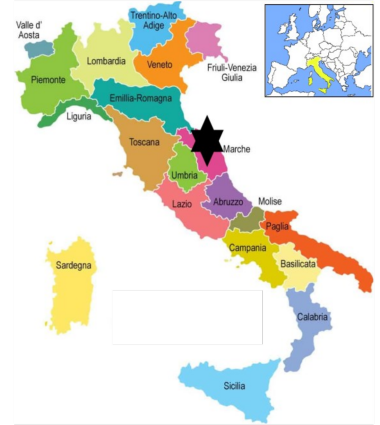 Valle d'
Aosta
Trentino-Alto
Adige
Lombardia
Veneto
Friuli-Venezia
Giulia
Piemonte
Emillia-Romagna
Liguria
Toscana
Marche
Umbria
Lazio
Abruzzo
Molise
Paglia
Campania
Basilicata
Sardegna
Calabria
Sicilia